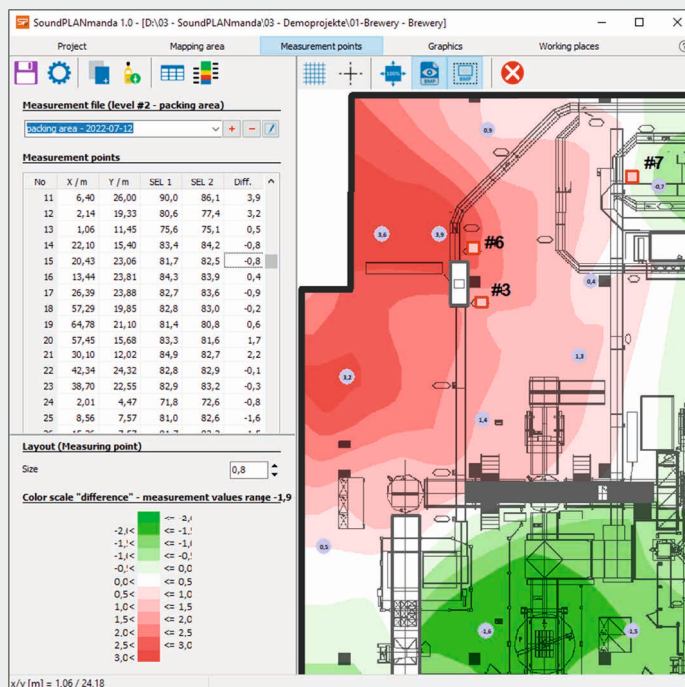 SoundPLANmanda 1.0 - [D:\03 - SoundPLANmanda\03 - Demoprojekte\01-Brewery - Brewery]
Project Mapping area Measurement points Graphics Working places
100% BMP BMP
Measurement file (level #2 - packing area)
packing area - 2022-07-12
Measurement points
No X / m Y / m SEL 1 SEL 2 Diff.
11 6,40 26,00 90,0 86,1 3,9
12 2,14 19,33 80,6 77,4 3,2
13 1,06 11,45 75,6 75,1 0,5
14 22,10 15,40 83,4 84,2 -0,8
15 20,43 23,06 81,7 82,5 -0,8
16 13,44 23,81 84,3 83,9 0,4
17 26,39 23,88 82,7 83,6 -0,9
18 57,29 19,85 82,8 83,0 -0,2
19 64,78 21,10 81,4 80,8 0,6
20 57,45 15,68 83,3 81,6 1,7
21 30,10 12,02 84,9 82,7 2,2
22 42,34 24,32 82,8 82,9 -0,1
23 38,70 22,55 82,9 83,2 -0,3
24 2,01 4,47 71,8 72,6 -0,8
25 8,56 7,57 81,0 82,6 -1,6
Layout (Measuring point)
Size 0,8
Color scale "difference" - measurement values range -1,9
0,0< <= 0,5
0,5< <= 1,0
1,0< <= 1,5
1,5< <= 2,0
2,0< <= 2,5
2,5< <= 3,0
3,0<
x/y [m] = 1.06 / 24.18
0,9
#7
-0,7
3,6 3,9
#6
0,4
#3
1,3
3,2
1,4
0,5
-1,6 -1,5